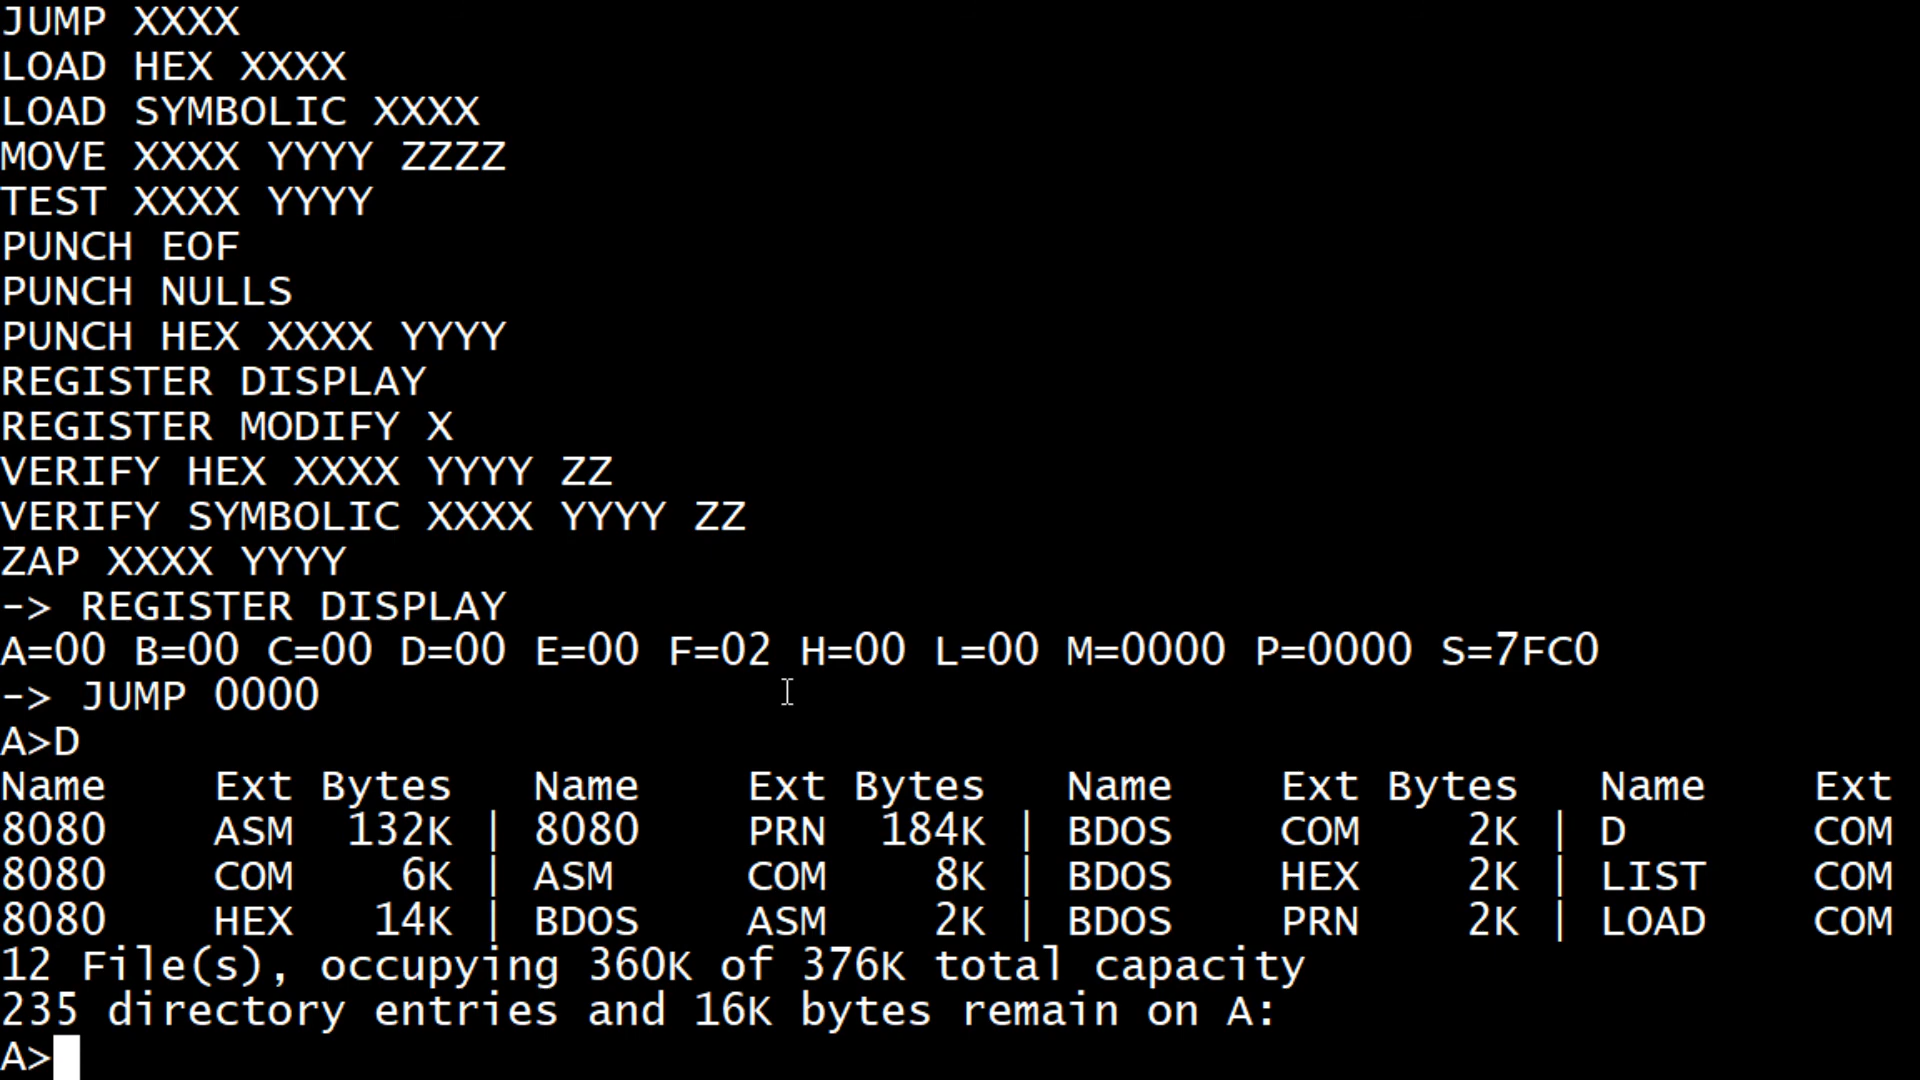 JUMP XXXX
LOAD HEX XXXX
LOAD SYMBOLIC XXXX
MOVE XXXX YYYY ZZZZ
TEST XXXX YYYY
PUNCH EOF
PUNCH NULLS
PUNCH HEX XXXX YYYY
REGISTER DISPLAY
REGISTER MODIFY X
VERIFY HEX XXXX YYYY ZZ
VERIFY SYMBOLIC XXXX YYYY ZZ
ZAP XXXX YYYY
-> REGISTER DISPLAY
A=00 B=00 C=00 D=00 E=00 F=02 H=00 L=00 M=0000 P=0000 S=7FC0
-> JUMP 0000
A>D
Name    Ext Bytes   Name    Ext Bytes   Name    Ext Bytes   Name    Ext
8080    ASM  132K | 8080    PRN  184K | BDOS    COM    2K | D       COM
8080    COM    6K | ASM     COM    8K | BDOS    HEX    2K | LIST    COM
8080    HEX   14K | BDOS    ASM    2K | BDOS    PRN    2K | LOAD    COM
12 File(s), occupying 360K of 376K total capacity
235 directory entries and 16K bytes remain on A:
A>